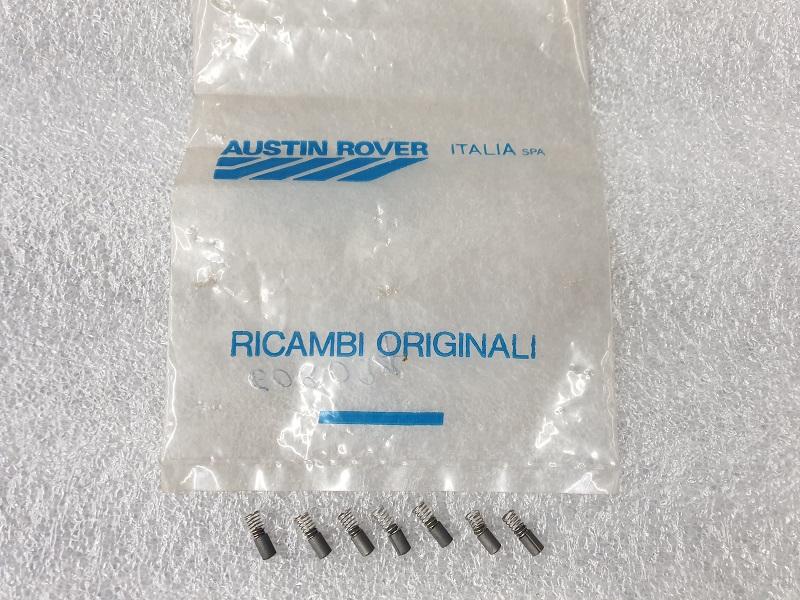 AUSTIN ROVER ITALIA SPA
RICAMBI ORIGINALI